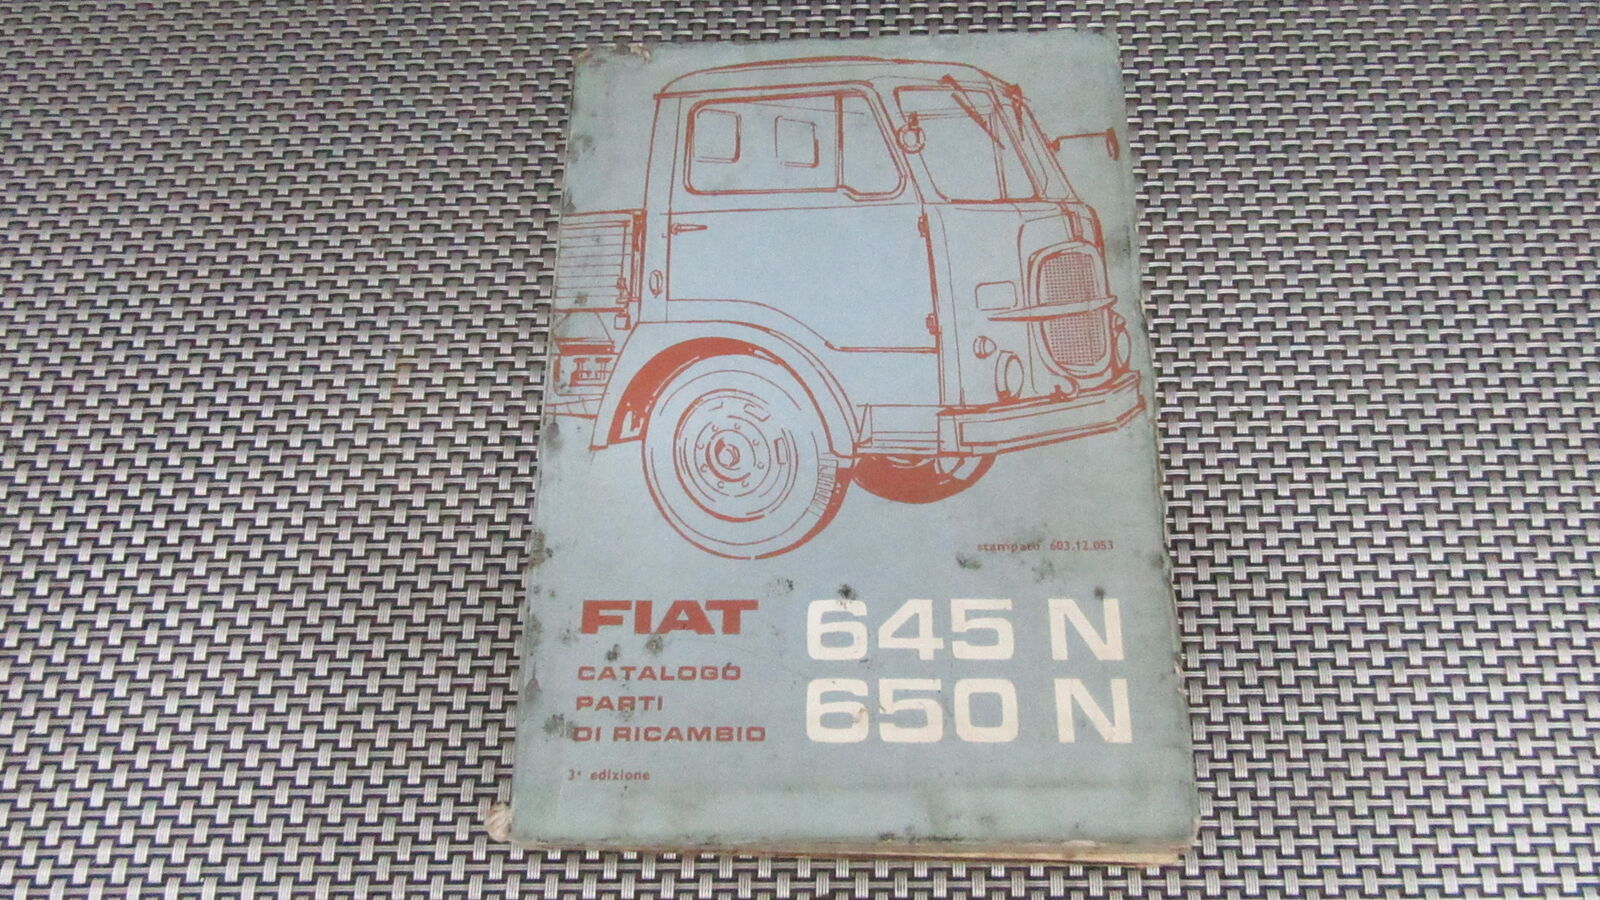 stampato 603.12.053
FIAT
645 N
650 N
CATALOGO
PARTI
DI RICAMBIO
3ª edizione